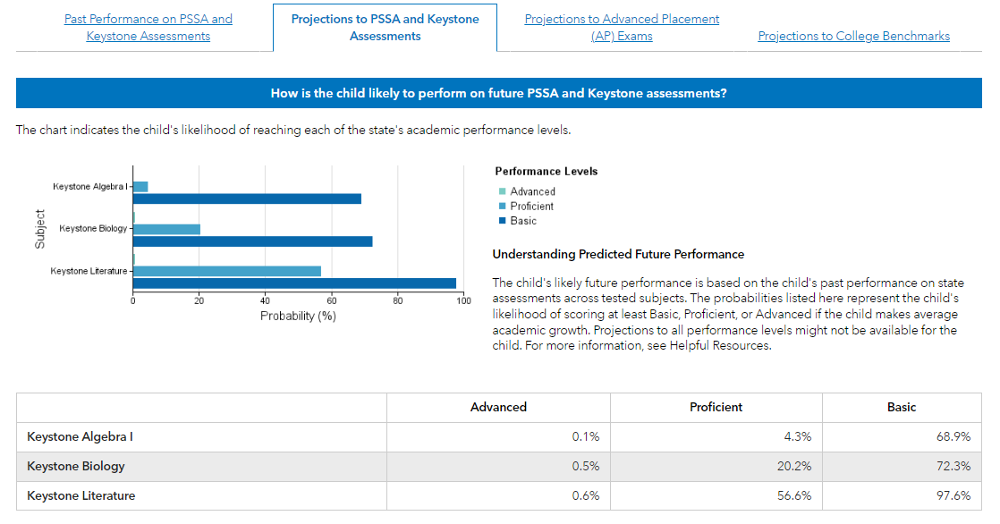 Past Performance on PSSA and
Keystone Assessments
Projections to PSSA and Keystone
Assessments
Projections to Advanced Placement
(AP) Exams
Projections to College Benchmarks
How is the child likely to perform on future PSSA and Keystone assessments?
The chart indicates the child's likelihood of reaching each of the state's academic performance levels.
Subject
Keystone Algebra I
Keystone Biology
Keystone Literature
0 20 40 60 80 100
Probability (%)
Performance Levels
Advanced
Proficient
Basic
Understanding Predicted Future Performance
The child's likely future performance is based on the child's past performance on state
assessments across tested subjects. The probabilities listed here represent the child's
likelihood of scoring at least Basic, Proficient, or Advanced if the child makes average
academic growth. Projections to all performance levels might not be available for the
child. For more information, see Helpful Resources.
Advanced Proficient Basic
Keystone Algebra I 0.1% 4.3% 68.9%
Keystone Biology 0.5% 20.2% 72.3%
Keystone Literature 0.6% 56.6% 97.6%